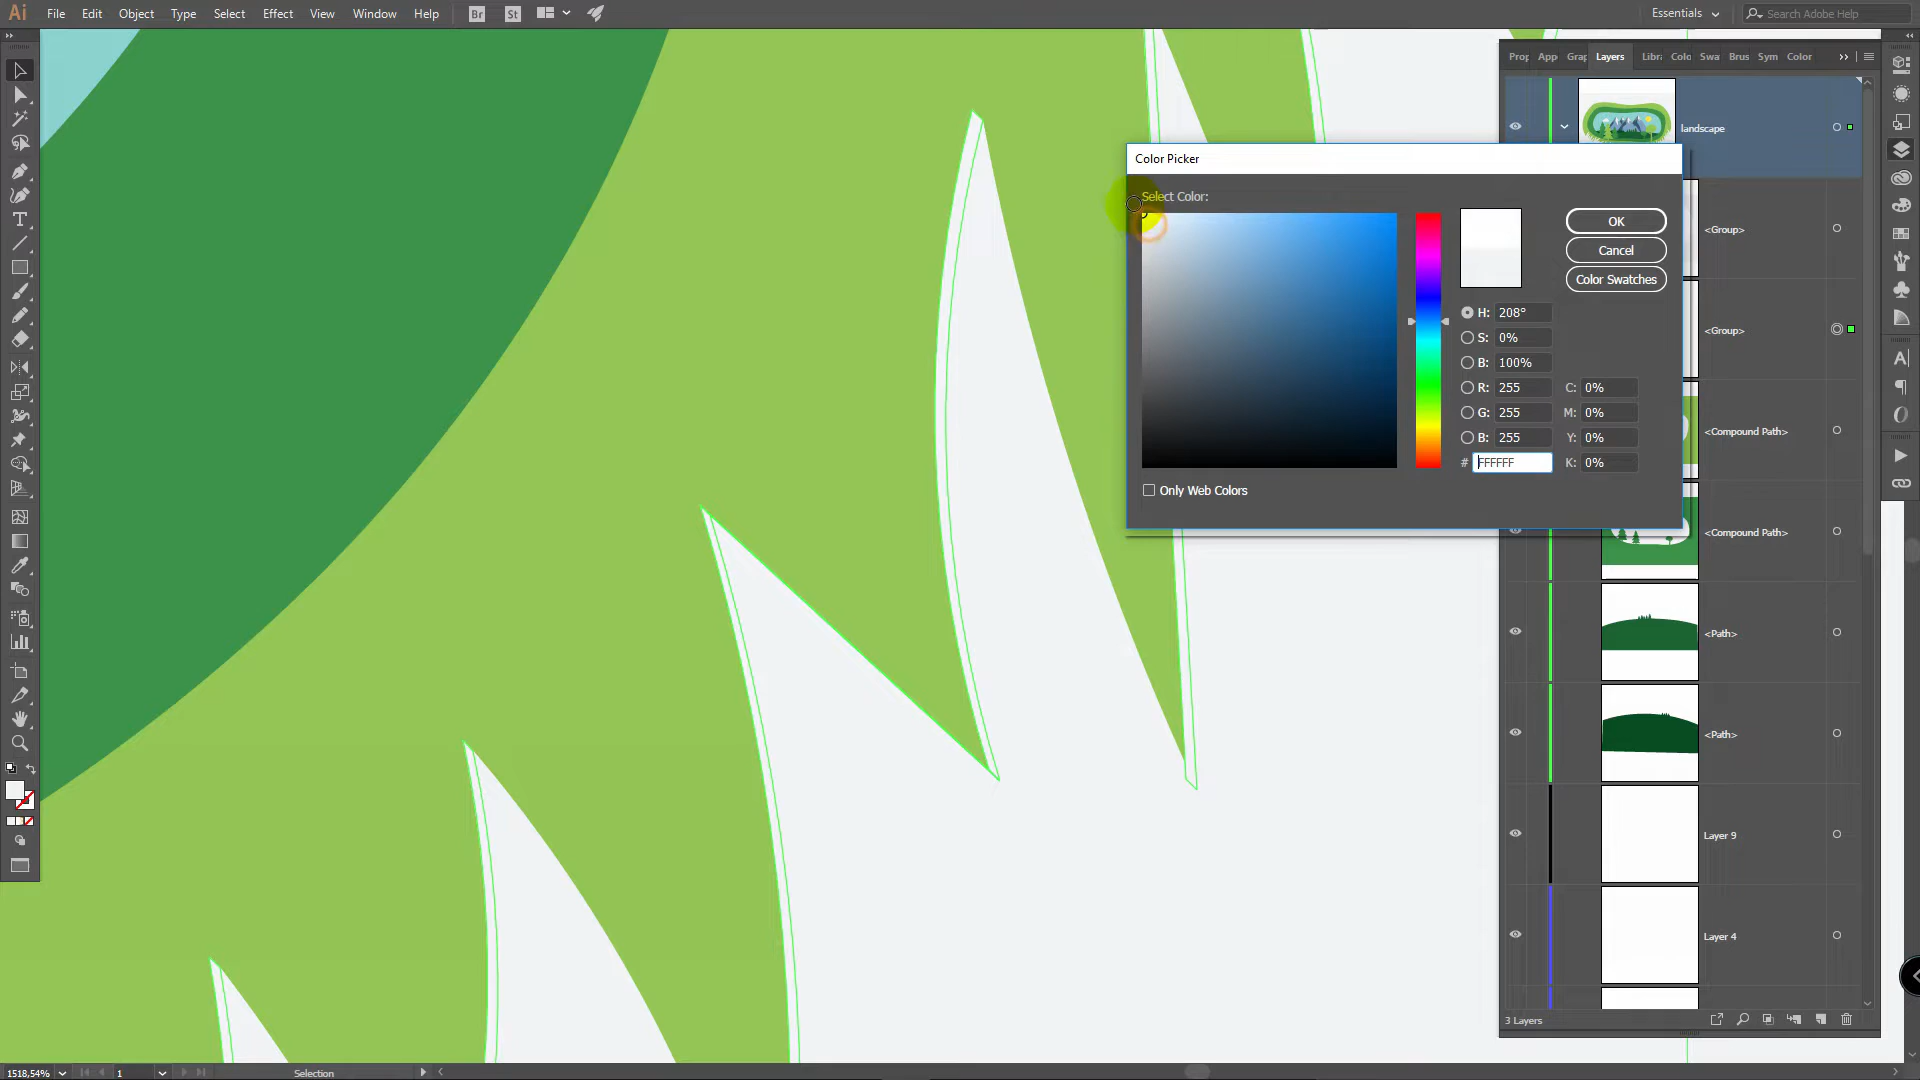 Ai File Edit Object Type Select Effect View Window Help Br St Essentials Search Adobe Help
Prop App Grap Layers Libra Colo Swa Brus Sym Color
landscape
Color Picker
Select Color:
OK
Cancel
Color Swatches
<Group>
H: 208°
S: 0%
<Group>
B: 100%
R: 255 C: 0%
G: 255 M: 0%
<Compound Path>
B: 255 Y: 0%
# FFFFFF K: 0%
Only Web Colors
<Compound Path>
<Path>
<Path>
Layer 9
Layer 4
3 Layers
1518,54% 1 Selection